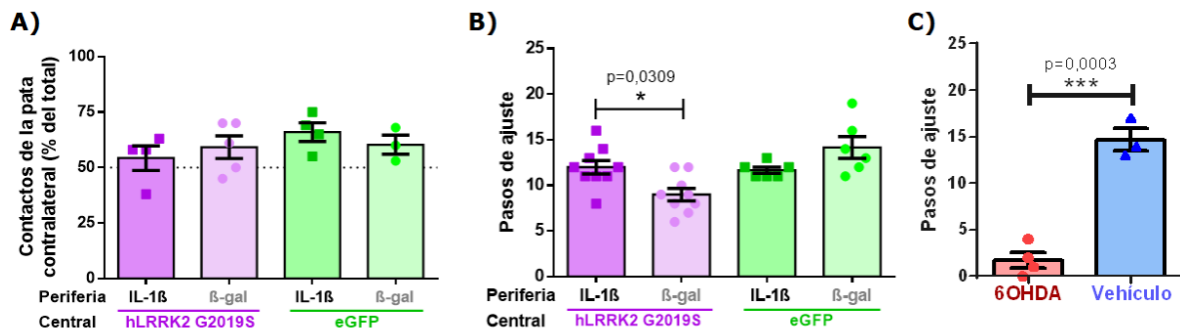 A)
Contactos de la pata
contralateral (% del total)
100
75
50
25
0
Periferia IL-1ß ß-gal IL-1ß ß-gal
Central hLRRK2 G2019S eGFP
B)
Pasos de ajuste
25
20
15
10
5
0
p=0,0309
*
Periferia IL-1ß ß-gal IL-1ß ß-gal
Central hLRRK2 G2019S eGFP
C)
Pasos de ajuste
25
20
15
10
5
0
p=0,0003
***
6OHDA Vehículo